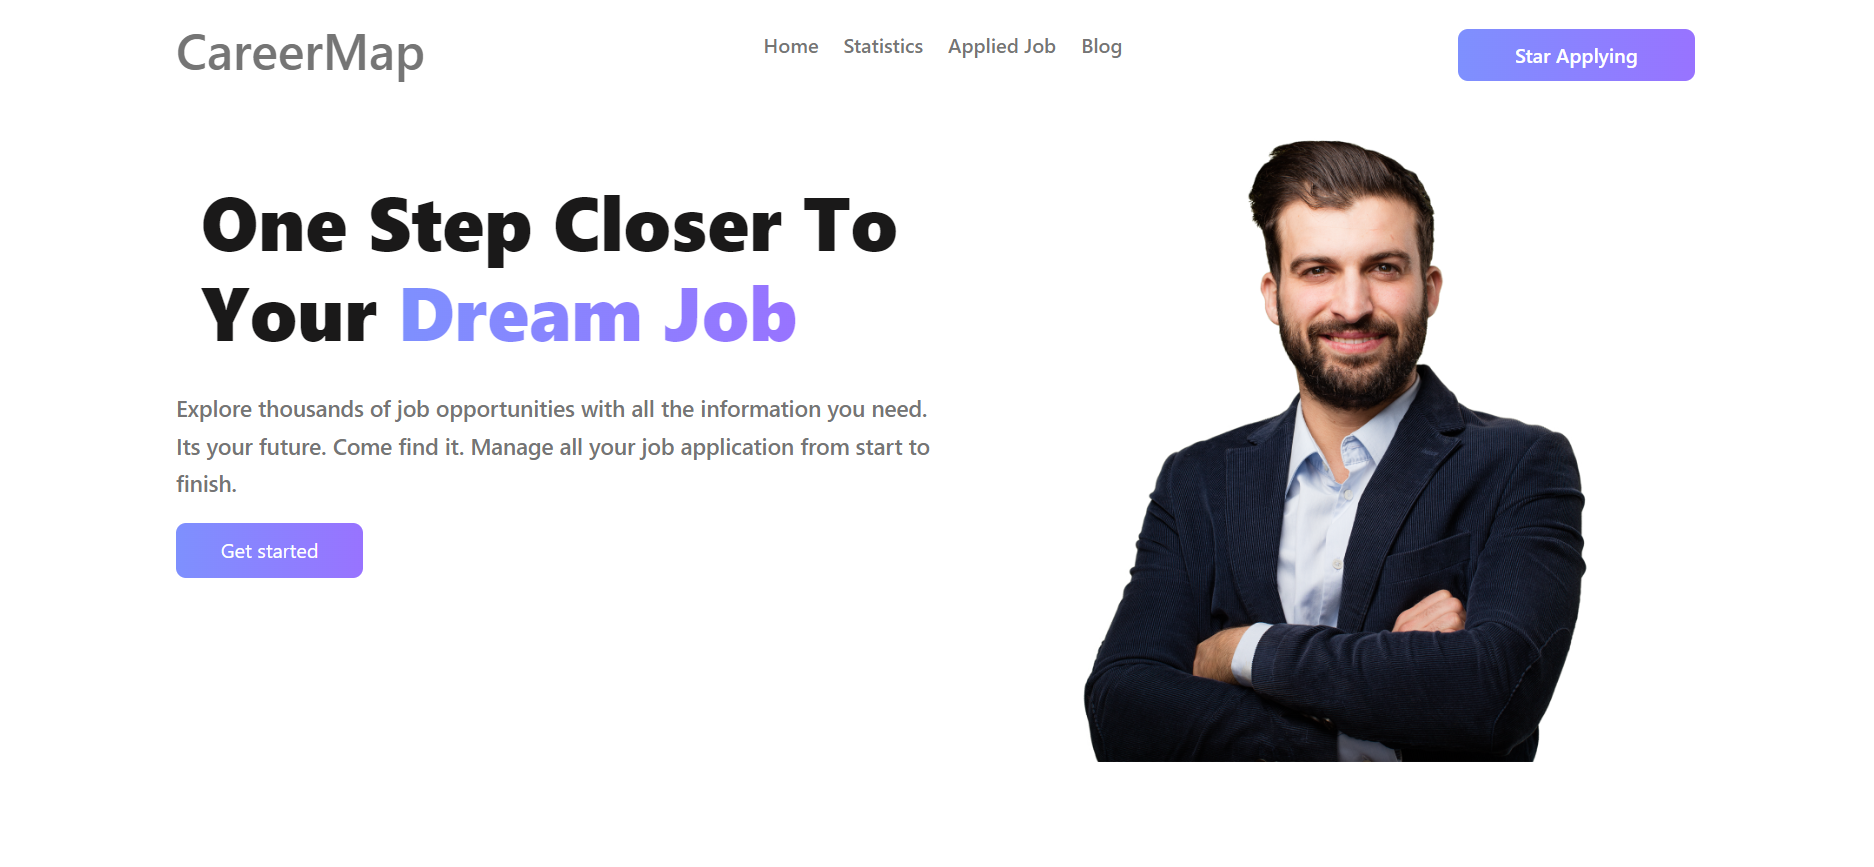 CareerMap
Home Statistics Applied Job Blog
Star Applying
One Step Closer To
Your Dream Job
Explore thousands of job opportunities with all the information you need.
Its your future. Come find it. Manage all your job application from start to
finish.
Get started